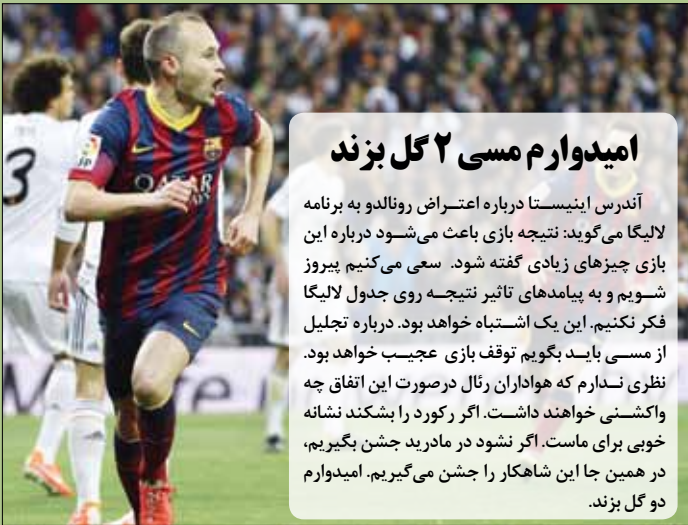 امیدوارم مسی ۲ گل بزند
آندرس اینیستا درباره اعتراض رونالدو به برنامه
لالیگا می‌گوید: نتیجه بازی باعث می‌شود درباره این
بازی چیزهای زیادی گفته شود. سعی می‌کنیم پیروز
شویم و به پیامدهای تاثیر نتیجه روی جدول لالیگا
فکر نکنیم. این یک اشتباه خواهد بود. درباره تجلیل
از مسی باید بگویم توقف بازی عجیب خواهد بود.
نظری ندارم که هواداران رئال درصورت این اتفاق چه
واکشنی خواهند داشت. اگر رکورد را بشکند نشانه
خوبی برای ماست. اگر نشود در مادرید جشن بگیریم،
در همین جا این شاهکار را جشن می‌گیریم. امیدوارم
دو گل بزند.
3
QATAR